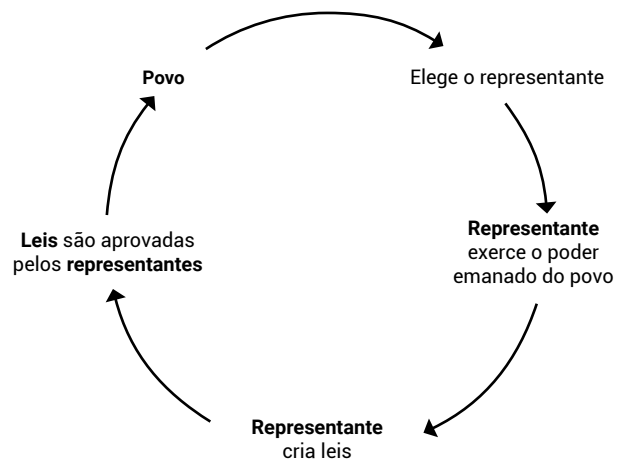 Povo
Elege o representante
Representante
exerce o poder
emanado do povo
Representante
cria leis
Leis são aprovadas
pelos representantes